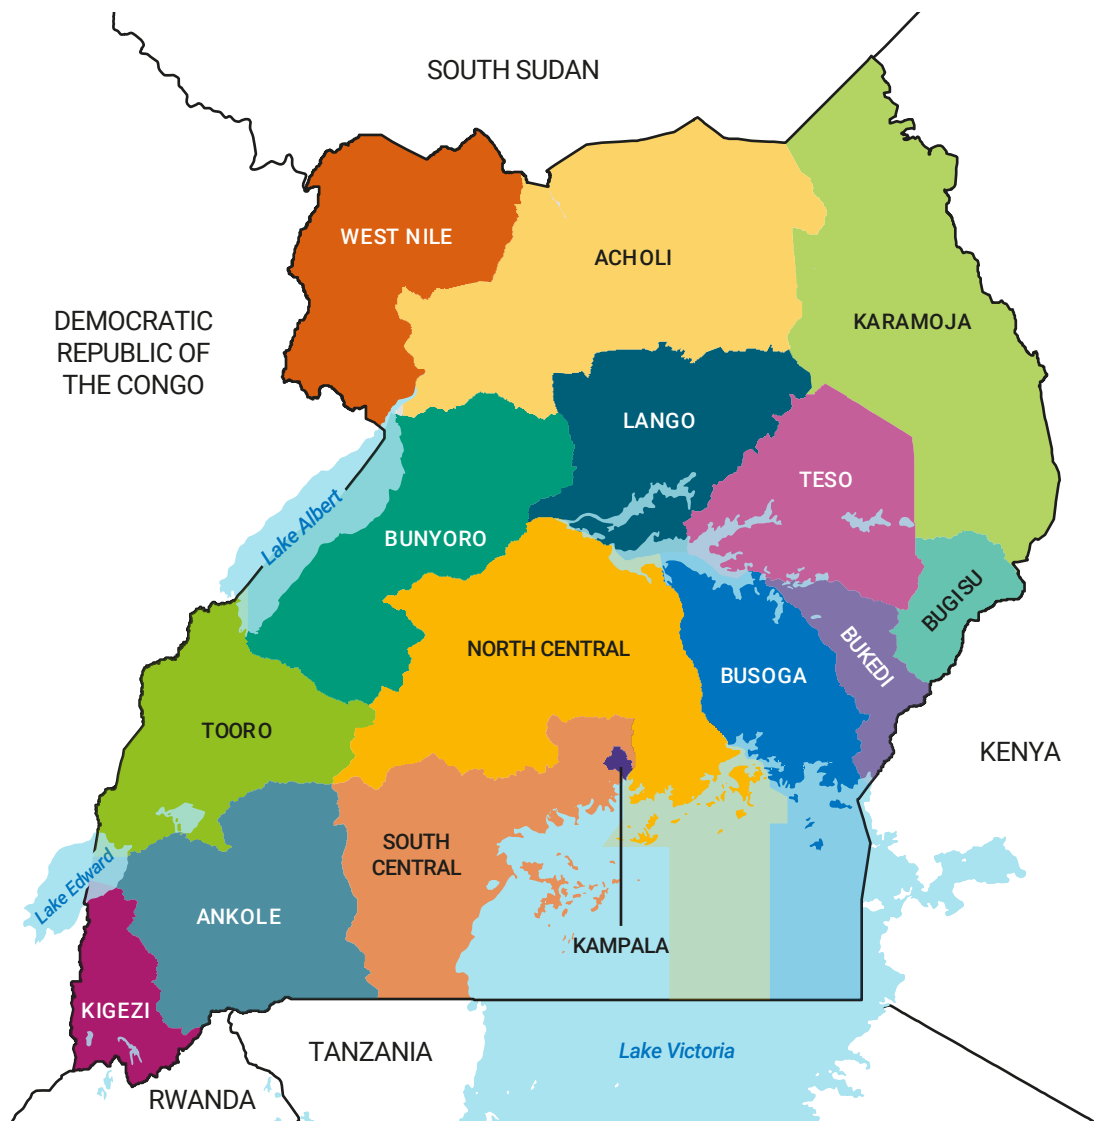 SOUTH SUDAN
WEST NILE
ACHOLI
KARAMOJA
DEMOCRATIC
REPUBLIC OF
THE CONGO
LANGO
TESO
Lake Albert
BUNYORO
BUGISU
NORTH CENTRAL
BUKEDI
BUSOGA
TOORO
KENYA
SOUTH
CENTRAL
Lake Edward
ANKOLE
KAMPALA
KIGEZI
TANZANIA
Lake Victoria
RWANDA